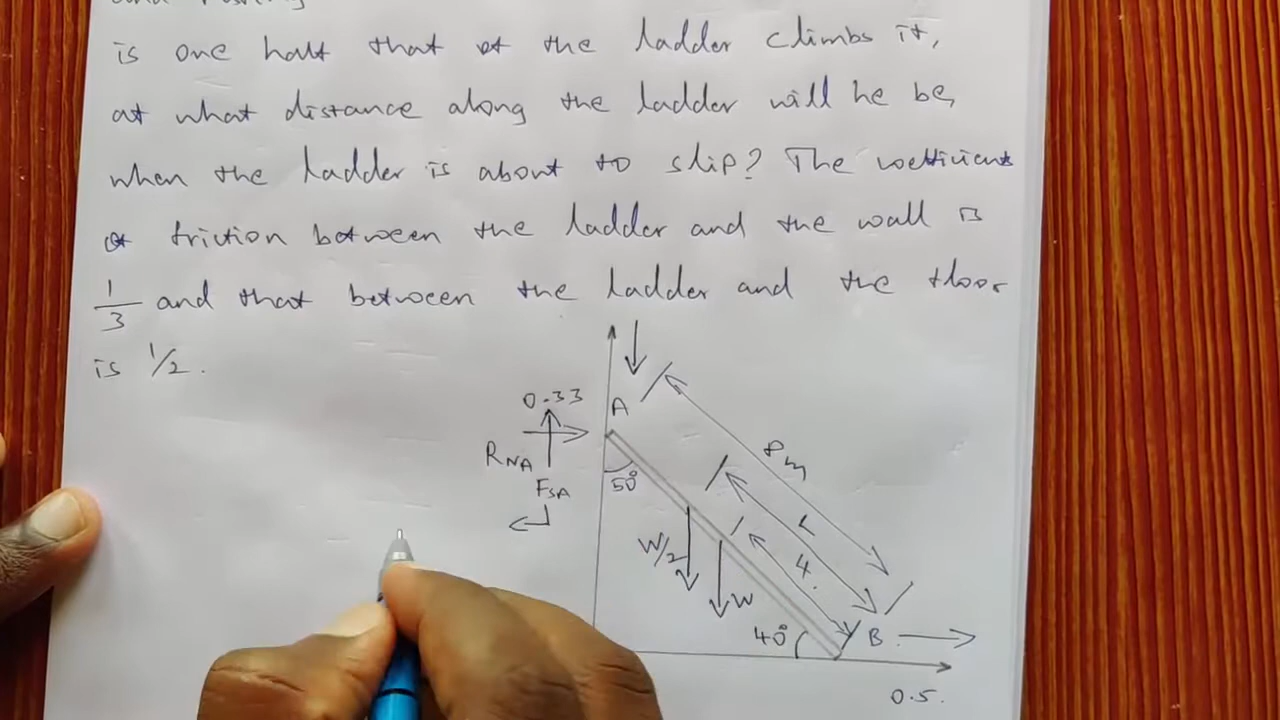 is one half that of the ladder climbs it,
at what distance along the ladder will he be,
when the ladder is about to slip? The coefficient
of friction between the ladder and the wall is
1/3 and that between the ladder and the floor
is 1/2.
0.33
A
8m
RNA
50°
FSA
L
W/2
4.
W
40°
B
0.5.